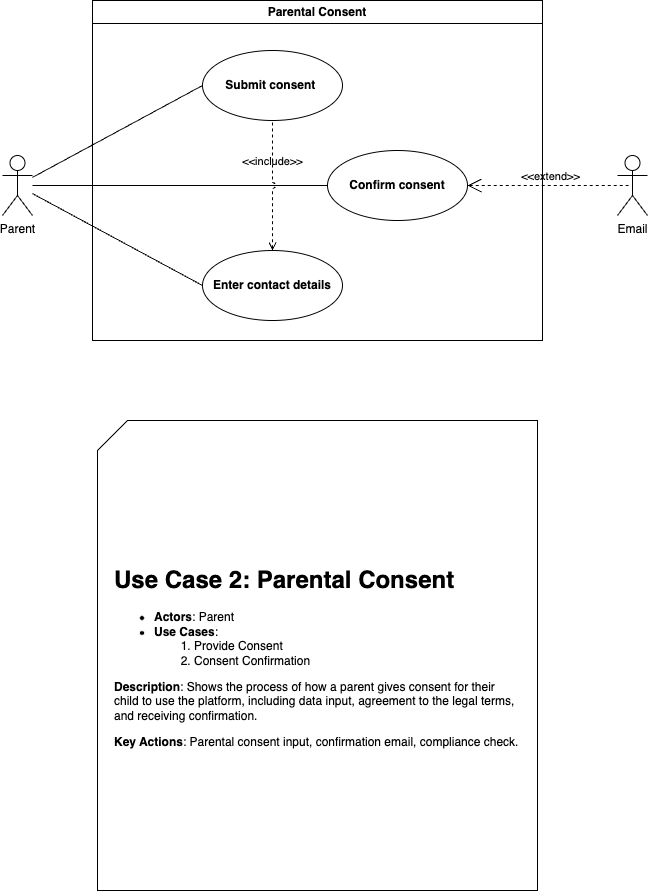 Parental Consent
Submit consent
<<include>>
Confirm consent
<<extend>>
Parent
Email
Enter contact details
Use Case 2: Parental Consent
• Actors: Parent
• Use Cases:
1. Provide Consent
2. Consent Confirmation
Description: Shows the process of how a parent gives consent for their
child to use the platform, including data input, agreement to the legal terms,
and receiving confirmation.
Key Actions: Parental consent input, confirmation email, compliance check.